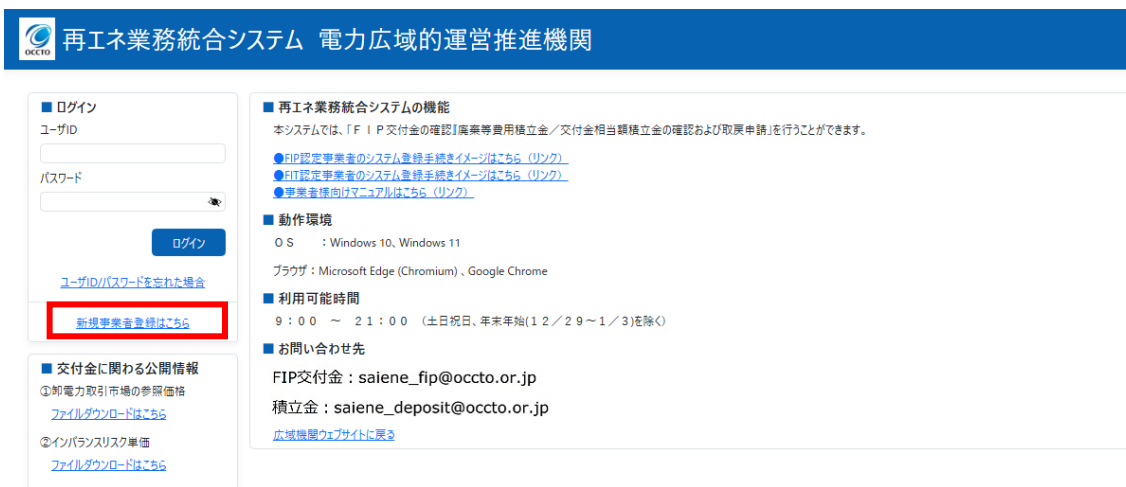 OCCTO
再エネ業務統合システム 電力広域的運営推進機関
■ ログイン
ユーザID
パスワード
ログイン
ユーザID/パスワードを忘れた場合
新規事業者登録はこちら
■ 交付金に関わる公開情報
①卸電力取引市場の参照価格
ファイルダウンロードはこちら
②インバランスリスク単価
ファイルダウンロードはこちら
■ 再エネ業務統合システムの機能
本システムでは、「ＦＩＰ交付金の確認」「廃棄等費用積立金／交付金相当額積立金の確認および取戻申請」を行うことができます。
●FIP認定事業者のシステム登録手続きイメージはこちら（リンク）
●FIT認定事業者のシステム登録手続きイメージはこちら（リンク）
●事業者様向けマニュアルはこちら（リンク）
■ 動作環境
ＯＳ ：Windows 10、Windows 11
ブラウザ：Microsoft Edge (Chromium) 、Google Chrome
■ 利用可能時間
９：００ ～ ２１：００ （土日祝日、年末年始(１２／２９～１／３)を除く）
■ お問い合わせ先
FIP交付金：saiene_fip@occto.or.jp
積立金：saiene_deposit@occto.or.jp
広域機関ウェブサイトに戻る